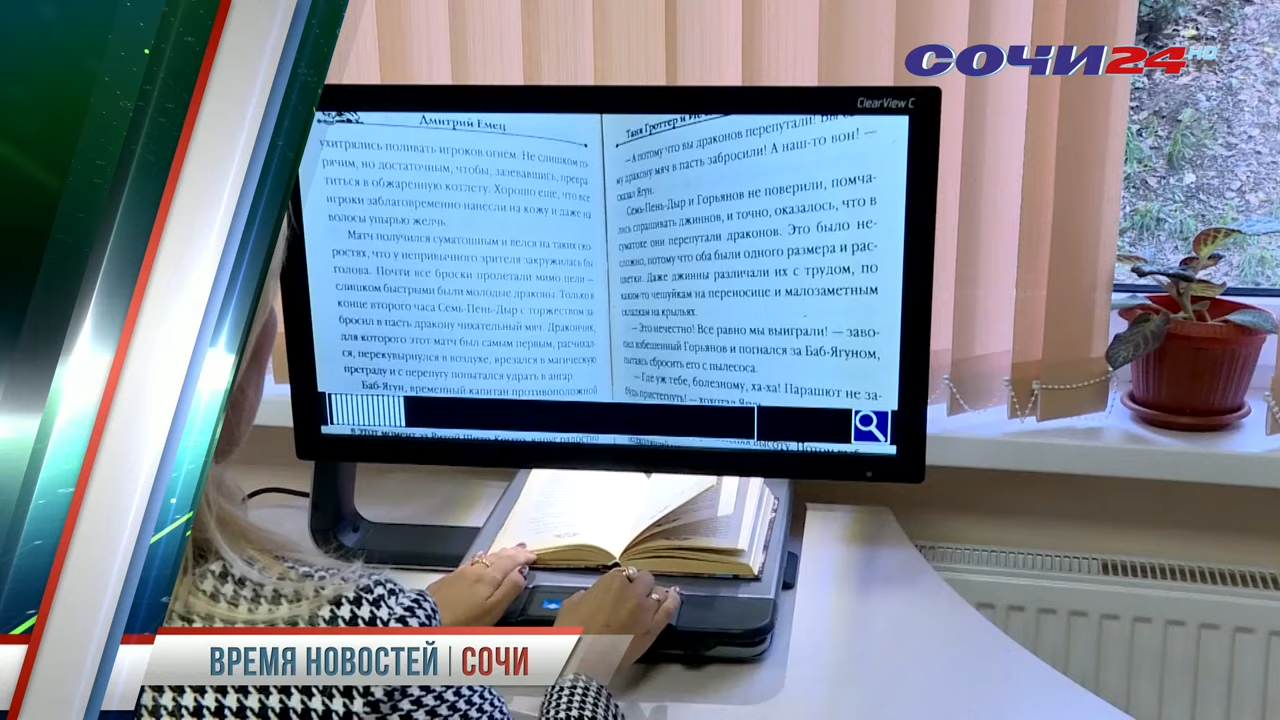 СОЧИ24HD
ClearView C
Дмитрий Емец
ухитрялись поливать игроков огнем. Не слишком го-
рячим, но достаточным, чтобы, зазевавшись, превра-
титься в обжаренную котлету. Хорошо еще, что все
игроки заблаговременно нанесли на кожу и даже на
волосы упырью желчь.
Матч получился суматошным и велся на таких ско-
ростях, что у непривычного зрителя закружилась бы
голова. Почти все броски пролетали мимо цели —
слишком быстрыми были молодые драконы. Только в
конце второго часа Семь-Пень-Дыр с торжеством за-
бросил в пасть дракону чихательный мяч. Дракончик,
для которого этот матч был самым первым, расчихал-
ся, перекувырнулся в воздухе, врезался в магическую
преграду и с перепугу попытался удрать в ангар.
Баб-Ягун, временный капитан противоположной
в этот момент за
Таня Гроттер и
—А потому что вы драконов перепутали! Вы
му дракону мяч в пасть забросили! А наш-то вон! —
сказал Ягун.
Семь-Пень-Дыр и Горьянов не поверили, помча-
лись спрашивать джиннов, и точно, оказалось, что в
суматохе они перепутали драконов. Это было не-
сложно, потому что оба были одного размера и рас-
цветки. Даже джинны различали их с трудом, по
каким-то чешуйкам на переносице и малозаметным
складкам на крыльях.
—Это нечестно! Все равно мы выиграли! — заво-
пил взбешенный Горьянов и погнался за Баб-Ягуном,
пытаясь сбросить его с пылесоса.
—Где уж тебе, болезному, ха-ха! Парашют не за-
будь пристегнуть! — хохотал Ягун.
высоту. Потом
ВРЕМЯ НОВОСТЕЙ | СОЧИ